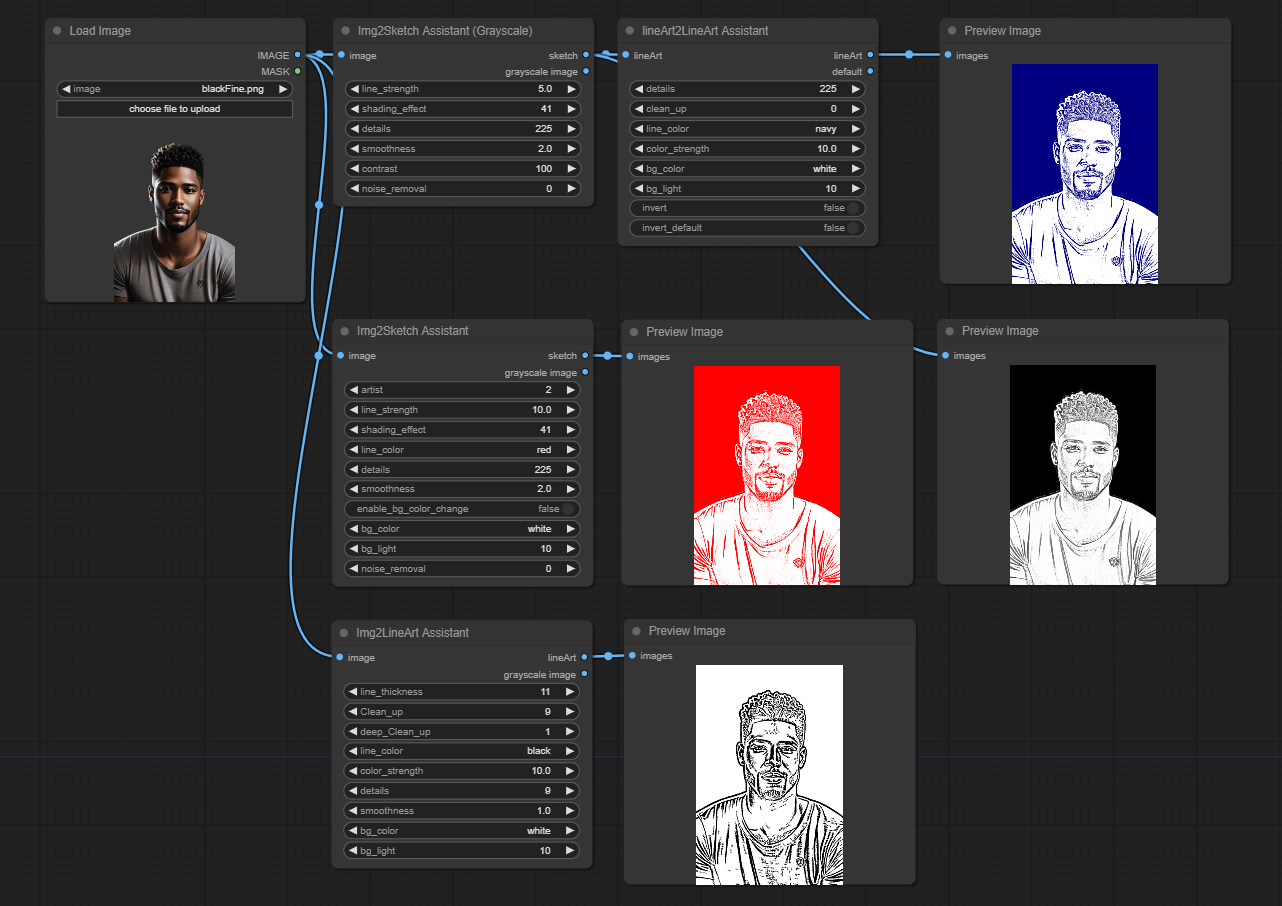 Load Image
IMAGE
MASK
image blackFine.png
choose file to upload
Img2Sketch Assistant (Grayscale)
image sketch
grayscale image
line_strength 5.0
shading_effect 41
details 225
smoothness 2.0
contrast 100
noise_removal 0
lineArt2LineArt Assistant
lineArt lineArt
default
details 225
clean_up 0
line_color navy
color_strength 10.0
bg_color white
bg_light 10
invert false
invert_default false
Preview Image
images
Img2Sketch Assistant
image sketch
grayscale image
artist 2
line_strength 10.0
shading_effect 41
line_color red
details 225
smoothness 2.0
enable_bg_color_change false
bg_color white
bg_light 10
noise_removal 0
Preview Image
images
Preview Image
images
Img2LineArt Assistant
image lineArt
grayscale image
line_thickness 11
Clean_up 9
deep_Clean_up 1
line_color black
color_strength 10.0
details 9
smoothness 1.0
bg_color white
bg_light 10
Preview Image
images